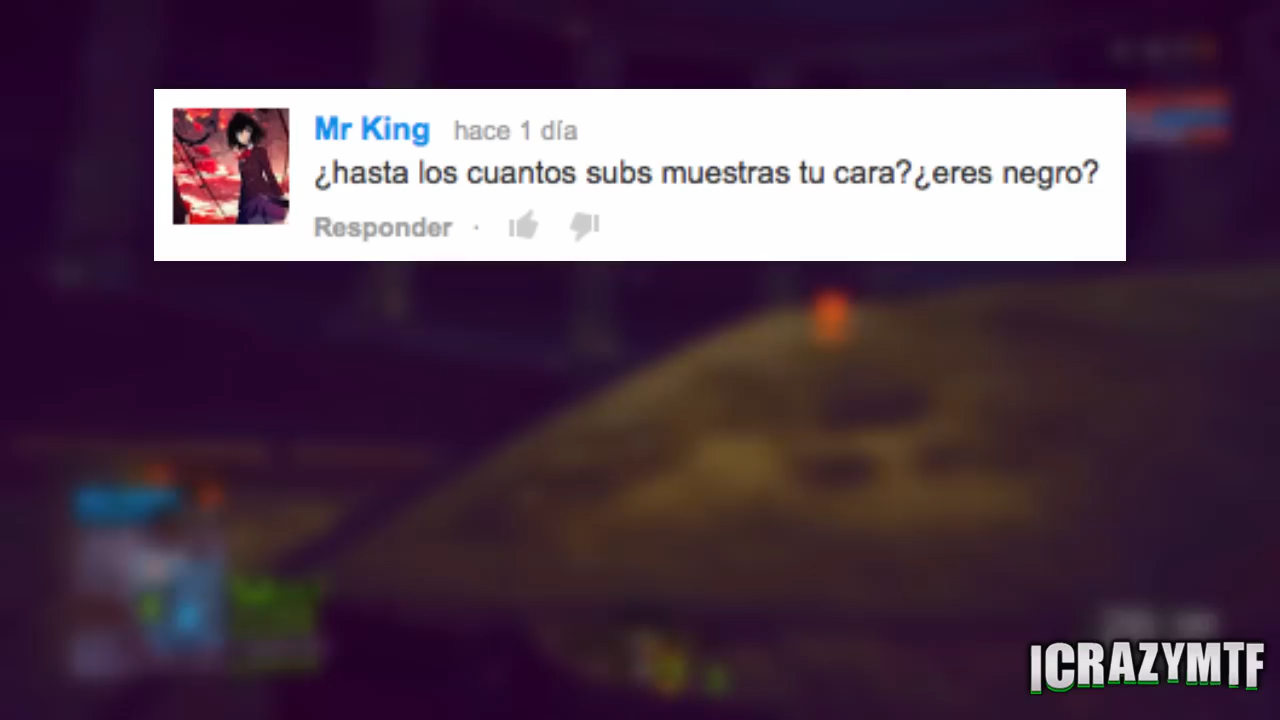 Mr King hace 1 día
¿hasta los cuantos subs muestras tu cara?¿eres negro?
Responder ·
ICRAZYMTF